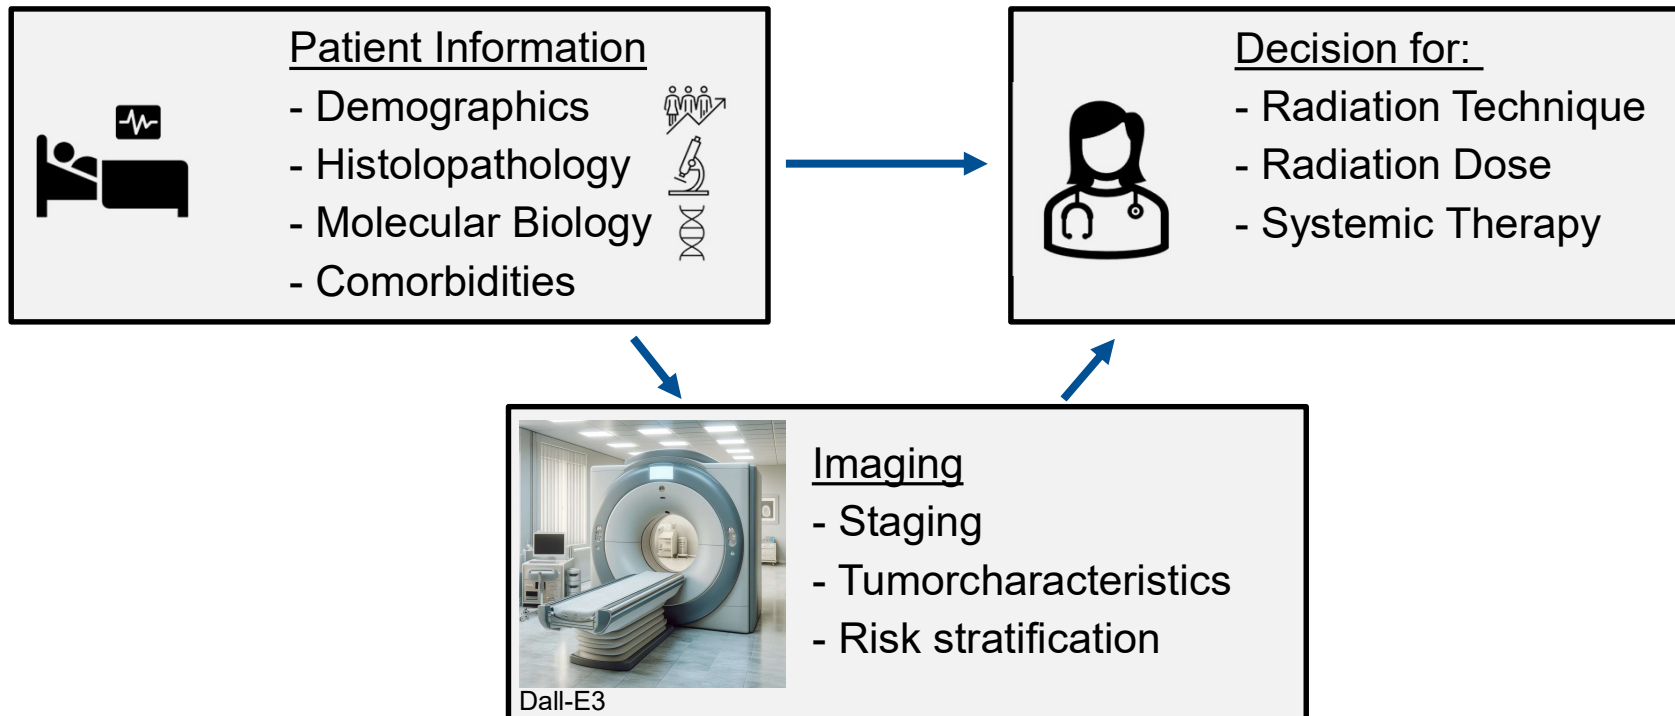 Patient Information
- Demographics
- Histolopathology
- Molecular Biology
- Comorbidities
Decision for:
- Radiation Technique
- Radiation Dose
- Systemic Therapy
Imaging
- Staging
- Tumorcharacteristics
- Risk stratification
Dall-E3